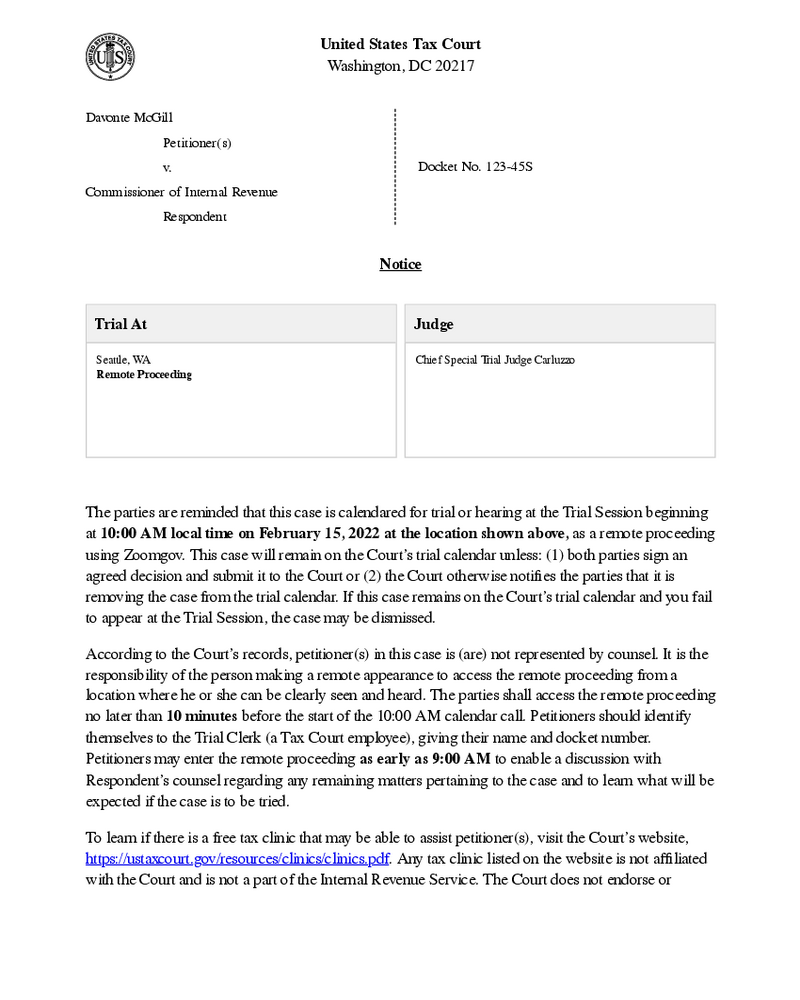 UNITED STATES TAX COURT
US
United States Tax Court
Washington, DC 20217
Davonte McGill
Petitioner(s)
v.
Docket No. 123-45S
Commissioner of Internal Revenue
Respondent
Notice
Trial At
Judge
Seattle, WA
Remote Proceeding
Chief Special Trial Judge Carluzzo
The parties are reminded that this case is calendared for trial or hearing at the Trial Session beginning
at 10:00 AM local time on February 15, 2022 at the location shown above, as a remote proceeding
using Zoomgov. This case will remain on the Court's trial calendar unless: (1) both parties sign an
agreed decision and submit it to the Court or (2) the Court otherwise notifies the parties that it is
removing the case from the trial calendar. If this case remains on the Court's trial calendar and you fail
to appear at the Trial Session, the case may be dismissed.
According to the Court's records, petitioner(s) in this case is (are) not represented by counsel. It is the
responsibility of the person making a remote appearance to access the remote proceeding from a
location where he or she can be clearly seen and heard. The parties shall access the remote proceeding
no later than 10 minutes before the start of the 10:00 AM calendar call. Petitioners should identify
themselves to the Trial Clerk (a Tax Court employee), giving their name and docket number.
Petitioners may enter the remote proceeding as early as 9:00 AM to enable a discussion with
Respondent's counsel regarding any remaining matters pertaining to the case and to learn what will be
expected if the case is to be tried.
To learn if there is a free tax clinic that may be able to assist petitioner(s), visit the Court's website,
https://ustaxcourt.gov/resources/clinics/clinics.pdf. Any tax clinic listed on the website is not affiliated
with the Court and is not a part of the Internal Revenue Service. The Court does not endorse or